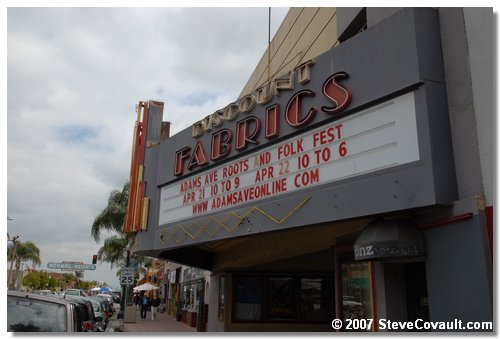 DISCOUNT
FABRICS
ADAMS AVE ROOTS AND FOLK FEST
APR 21 10 TO 9 APR 22 10 TO 6
WWW.ADAMSAVEONLINE.COM
© 2007 SteveCovault.com